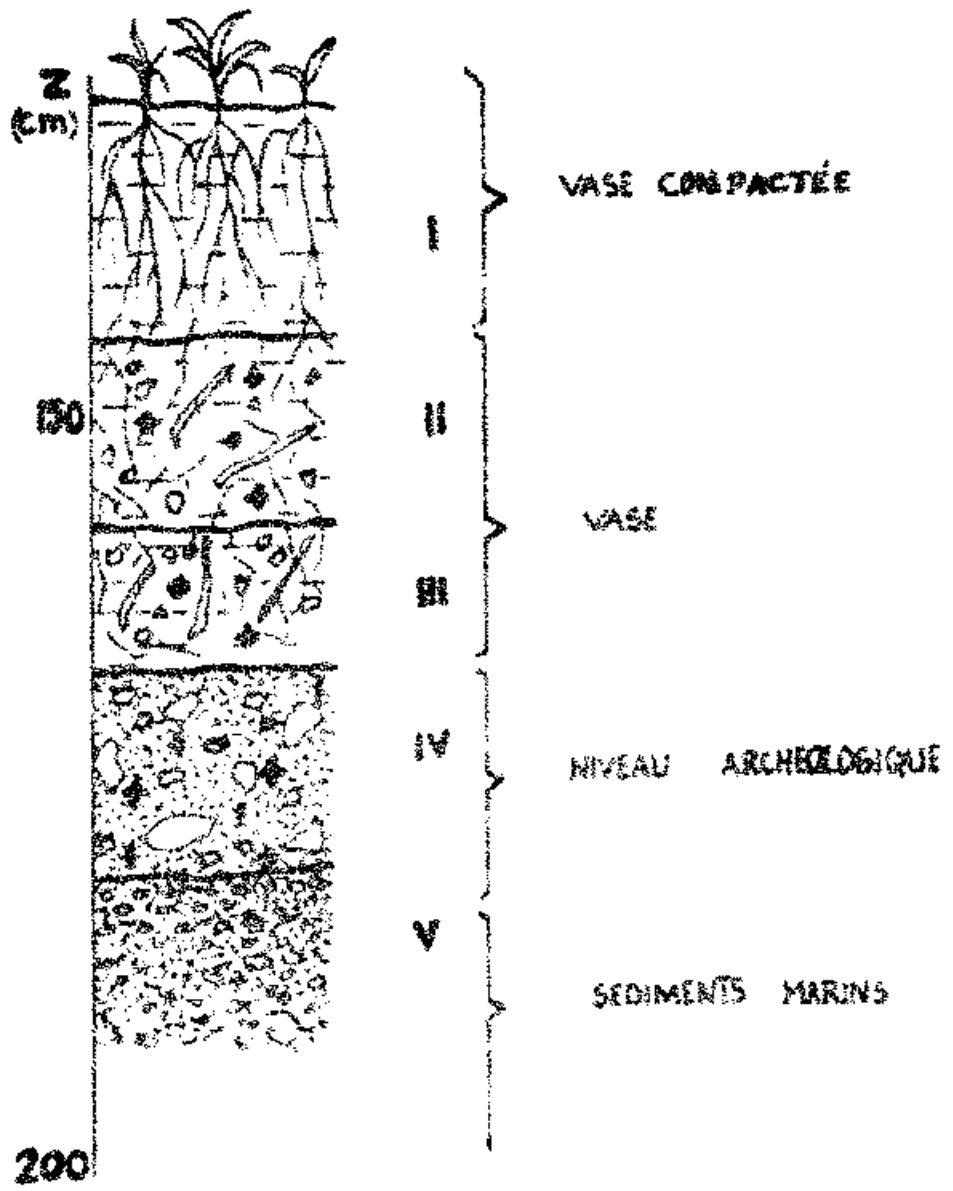 Z
(cm)
VASE COMPACTÉE
I
150
II
VASE
III
IV
NIVEAU ARCHEOLOGIQUE
V
SEDIMENTS MARINS
200